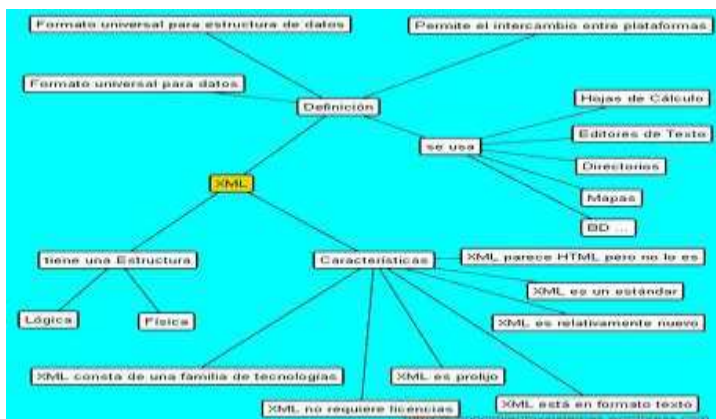 Formato universal para estructura de datos
Permite el intercambio entre plataformas
Formato universal para datos
Definición
Hojas de Cálculo
se usa
Editores de Texto
Directorios
XML
Mapas
BD ...
tiene una Estructura
Características
XML parece HTML pero no lo es
XML es un estándar
Lógica
Física
XML es relativamente nuevo
XML consta de una familia de tecnologías
XML es prolijo
XML no requiere licencias
XML está en formato texto